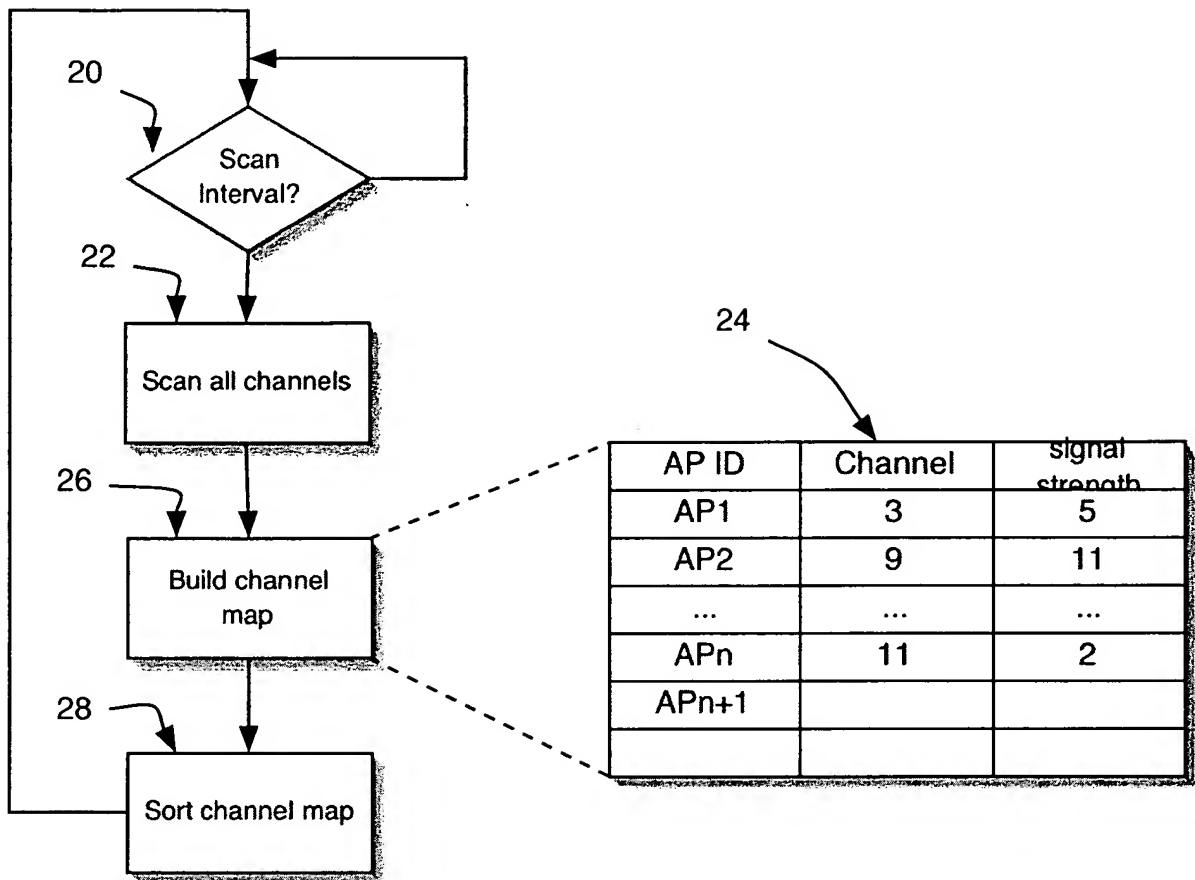 20
Scan
Interval?
22
Scan all channels
24
26
Build channel
map
AP ID Channel signal
strength
AP1 3 5
AP2 9 11
... ... ...
APn 11 2
APn+1
28
Sort channel map